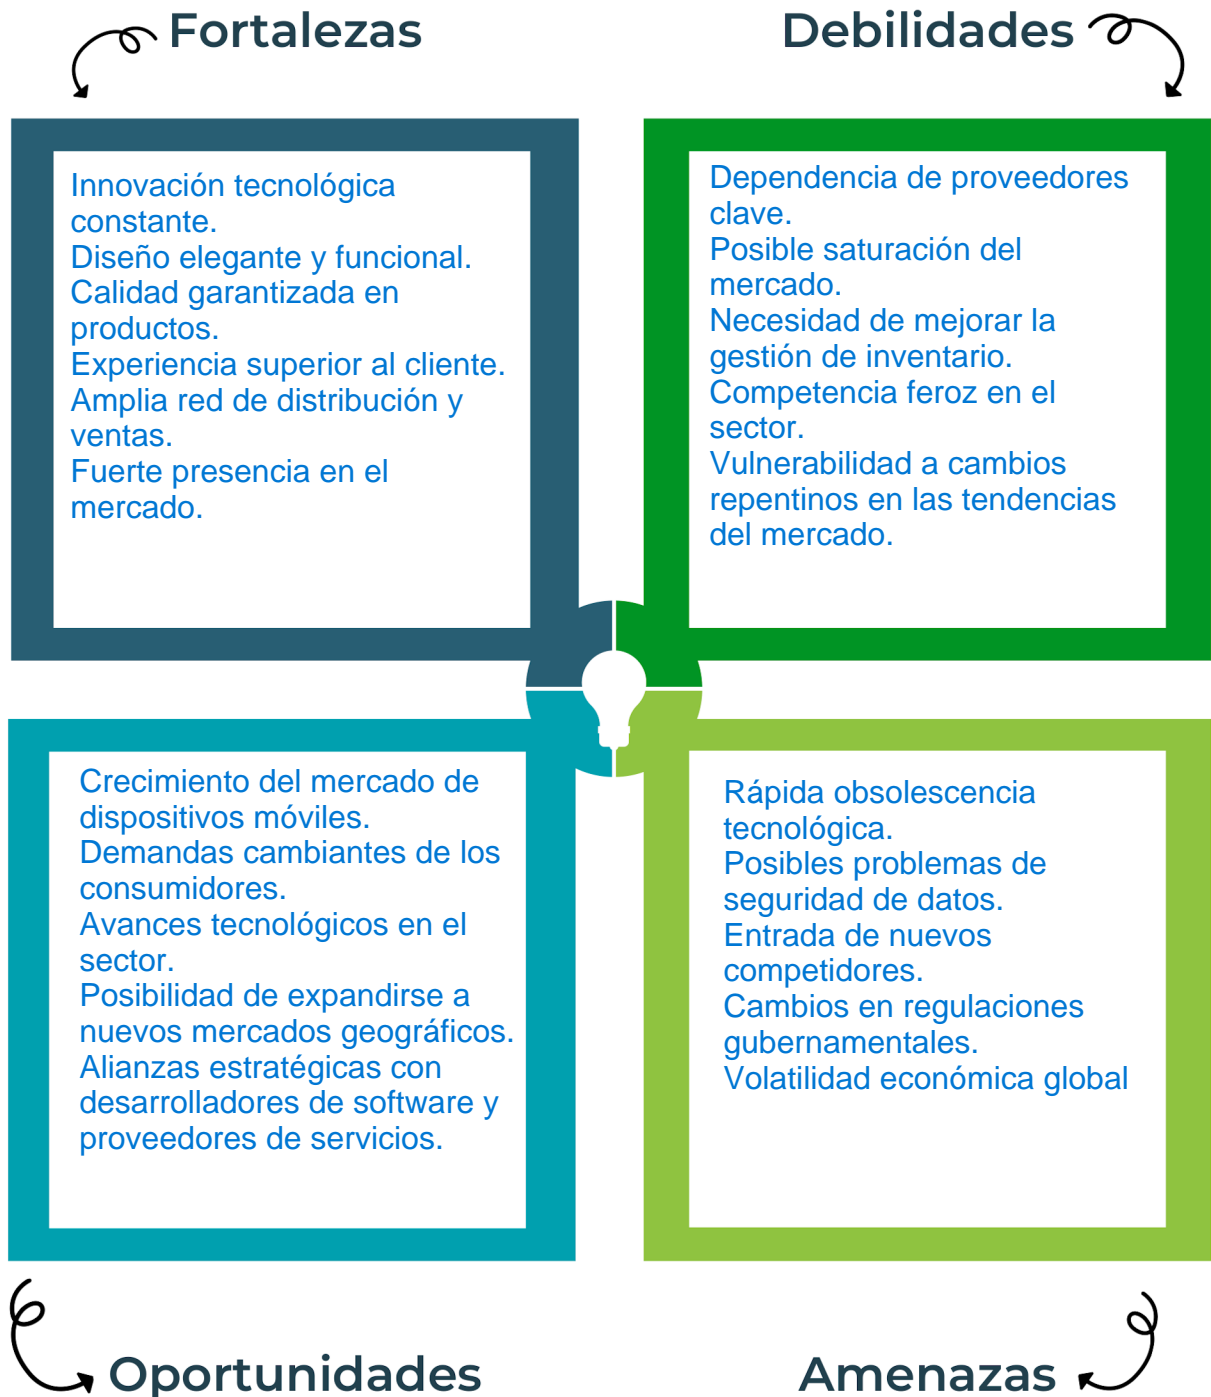 Fortalezas
Innovación tecnológica
constante.
Diseño elegante y funcional.
Calidad garantizada en
productos.
Experiencia superior al cliente.
Amplia red de distribución y
ventas.
Fuerte presencia en el
mercado.
Debilidades
Dependencia de proveedores
clave.
Posible saturación del
mercado.
Necesidad de mejorar la
gestión de inventario.
Competencia feroz en el
sector.
Vulnerabilidad a cambios
repentinos en las tendencias
del mercado.
Crecimiento del mercado de
dispositivos móviles.
Demandas cambiantes de los
consumidores.
Avances tecnológicos en el
sector.
Posibilidad de expandirse a
nuevos mercados geográficos.
Alianzas estratégicas con
desarrolladores de software y
proveedores de servicios.
Oportunidades
Rápida obsolescencia
tecnológica.
Posibles problemas de
seguridad de datos.
Entrada de nuevos
competidores.
Cambios en regulaciones
gubernamentales.
Volatilidad económica global
Amenazas